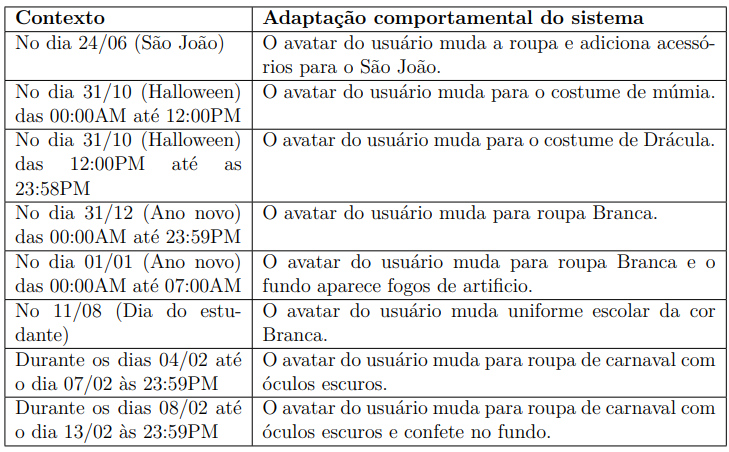 Contexto
Adaptação comportamental do sistema
No dia 24/06 (São João)
O avatar do usuário muda a roupa e adiciona acessó-
rios para o São João.
No dia 31/10 (Halloween)
das 00:00AM até 12:00PM
O avatar do usuário muda para o costume de múmia.
No dia 31/10 (Halloween)
das 12:00PM até as
23:58PM
O avatar do usuário muda para o costume de Drácula.
No dia 31/12 (Ano novo)
das 00:00AM até 23:59PM
O avatar do usuário muda para roupa Branca.
No dia 01/01 (Ano novo)
das 00:00AM até 07:00AM
O avatar do usuário muda para roupa Branca e o
fundo aparece fogos de artificio.
No 11/08 (Dia do estu-
dante)
O avatar do usuário muda uniforme escolar da cor
Branca.
Durante os dias 04/02 até
o dia 07/02 às 23:59PM
O avatar do usuário muda para roupa de carnaval com
óculos escuros.
Durante os dias 08/02 até
o dia 13/02 às 23:59PM
O avatar do usuário muda para roupa de carnaval com
óculos escuros e confete no fundo.